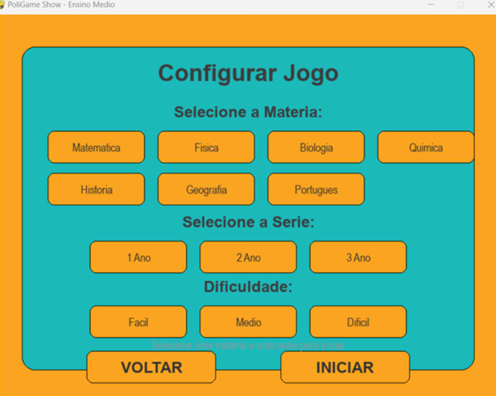 PoliGame Show - Ensino Medio
Configurar Jogo
Selecione a Materia:
Matematica Fisica Biologia Quimica
Historia Geografia Portugues
Selecione a Serie:
1 Ano 2 Ano 3 Ano
Dificuldade:
Facil Medio Dificil
Selecione uma materia e uma serie para iniciar
VOLTAR INICIAR